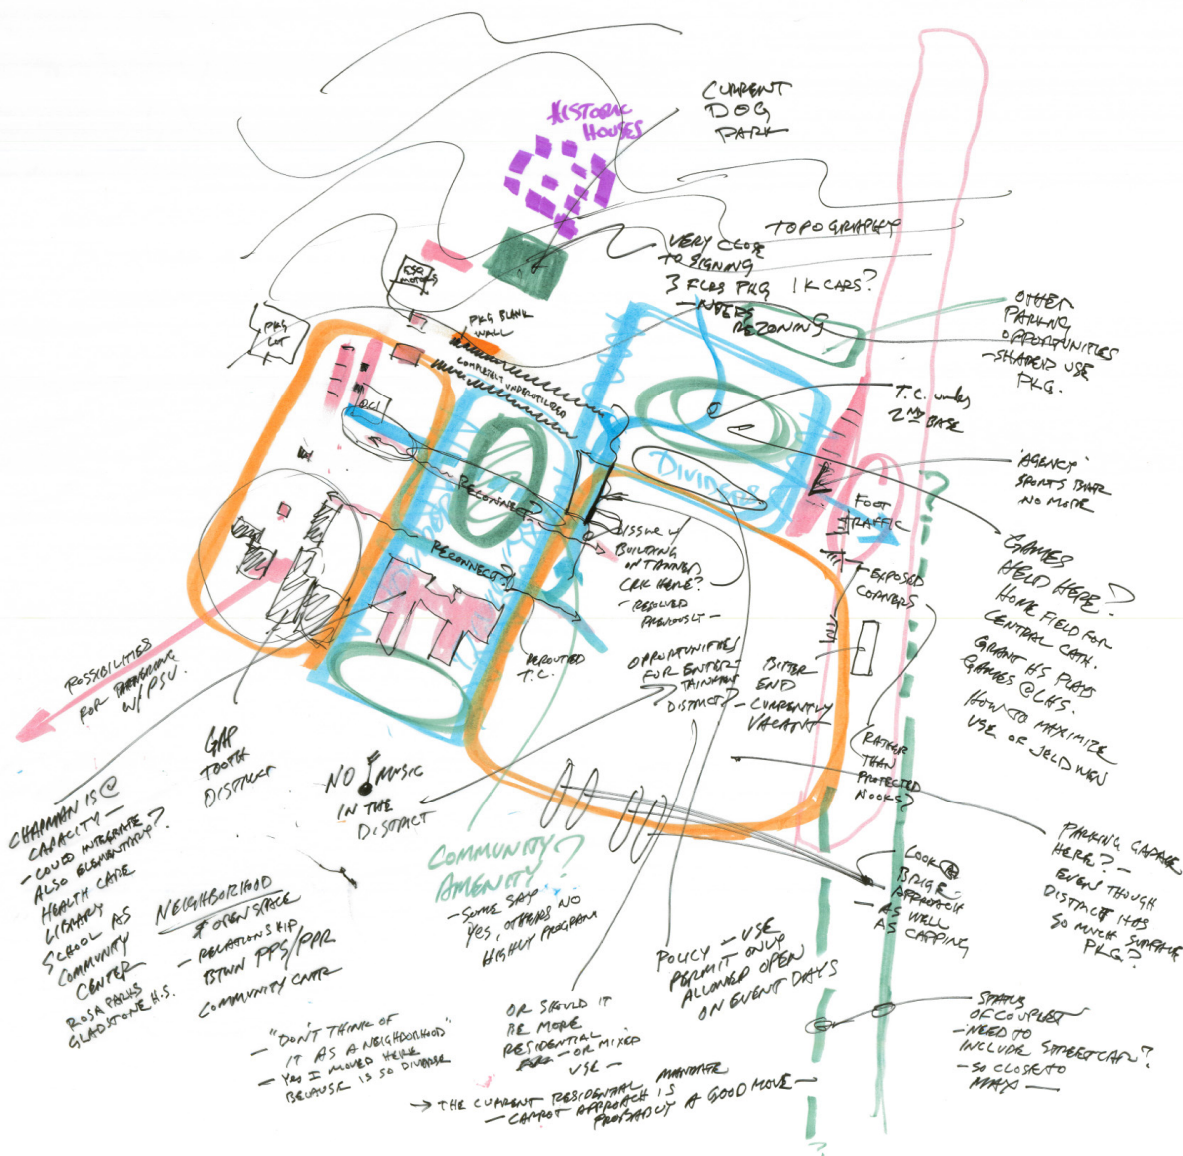 CURRENT
DOG
PARK
HISTORIC
HOUSES
TOPOGRAPHY
VERY CLOSE
TO SIGNING
3 FLRS PKG 1K CARS?
- NEEDS
REZONING
MOTORS
PKG
LOT
PKG BLANK
WALL
COMPLETELY UNDERUTILIZED
OTHER
PARKING
OPPORTUNITIES
- SHARED USE
PKG.
T.C. under
2ND BASE
DIVIDERS
AGENCY
SPORTS BAR
NO MORE
FOOT
TRAFFIC
RECONNECT?
RECONNECT?
ISSUE w/
BUILDING
ON TANNER
CRK HERE?
- RESOLVED
PREVIOUSLY -
EXPOSED
CORNERS
GAMES
HELD HERE?
HOME FIELD FOR
CENTRAL CATH.
GRANT HS PLAYS
GAMES @ LHS.
HOW TO MAXIMIZE
USE OF JELD WEN
REROUTED
T.C.
OPPORTUNITIES
FOR ENTER-
TAINMENT
DISTRICT?
BITTER
END
- CURRENTLY
VACANT
POSSIBILITIES
FOR PARTNERING
W/ PSU.
GAP
TOOTH
DISTRICT
NO MUSIC
IN THE
DISTRICT
RATHER
THAN
PROTECTED
NOOKS?
CHAPMAN IS @
CAPACITY -
- COULD INTEGRATE
ALSO ELEMENTARY?
HEALTH CARE
LIBRARY
SCHOOL AS
COMMUNITY
CENTER
ROSA PARKS
GLADSTONE H.S.
NEIGHBORHOOD
& OPEN SPACE
- RELATIONSHIP
BTWN PPS/PPR
COMMUNITY CNTR
COMMUNITY
AMENITY?
- SOME SAY
YES, OTHERS NO
HIGHLY PROGRAM
LOOK @
BRIGE
APPROACH
- AS WELL
AS CAPPING
PARKING GARAGE
HERE? -
EVEN THOUGH
DISTRICT HAS
SO MUCH SURFACE
PKG?
POLICY - USE
PERMIT ONLY
ALLOWED OPEN
ON EVENT DAYS
- "DON'T THINK OF
IT AS A NEIGHBORHOOD"
- YES I MOVED HERE
BECAUSE IS SO DIVERSE
OR SHOULD IT
BE MORE
RESIDENTIAL
- OR MIXED
USE -
→ THE CURRENT RESIDENTIAL MANDATE
- CARROT APPROACH IS
PROBABLY A GOOD MOVE -
STATUS
OF COUPLET
- NEED TO
INCLUDE STREETCAR?
- SO CLOSE TO
MAX -
?
?